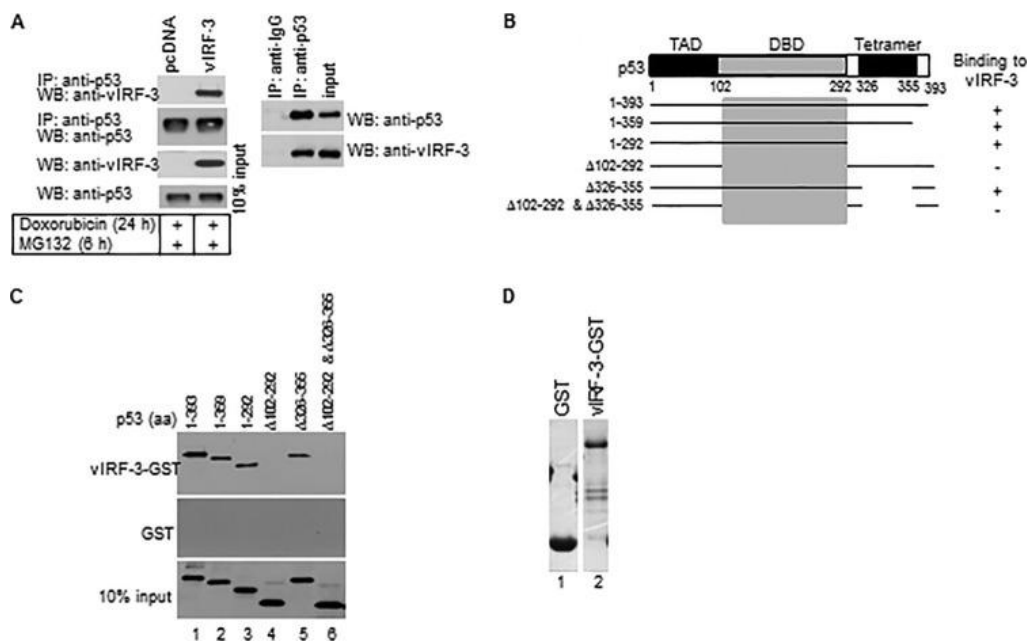 A
pcDNA
vIRF-3
IP: anti-p53
WB: anti-vIRF-3
IP: anti-p53
WB: anti-p53
WB: anti-vIRF-3
WB: anti-p53
10% input
Doxorubicin (24 h) + +
MG132 (6 h) + +
IP: anti-IgG
IP: anti-p53
input
WB: anti-p53
WB: anti-vIRF-3
B
TAD DBD Tetramer
p53
Binding to
vIRF-3
1 102 292 326 355 393
1-393 +
1-359 +
1-292 +
Δ102-292 -
Δ326-355 +
Δ102-292 & Δ326-355 -
C
p53 (aa)
1-393
1-359
1-292
Δ102-292
Δ326-355
Δ102-292 & Δ326-355
vIRF-3-GST
GST
10% input
1 2 3 4 5 6
D
GST
vIRF-3-GST
1 2